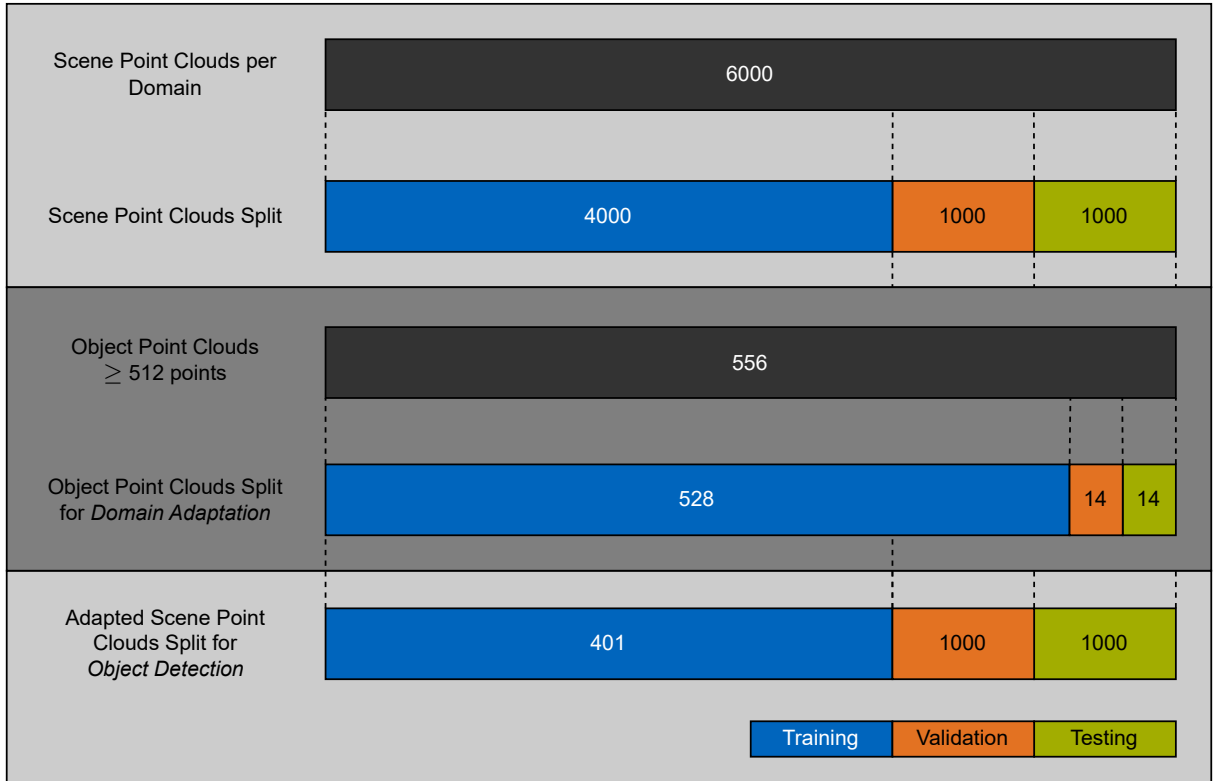 Scene Point Clouds per
Domain
6000
Scene Point Clouds Split
4000
1000
1000
Object Point Clouds
≥ 512 points
556
Object Point Clouds Split
for Domain Adaptation
528
14
14
Adapted Scene Point
Clouds Split for
Object Detection
401
1000
1000
Training
Validation
Testing